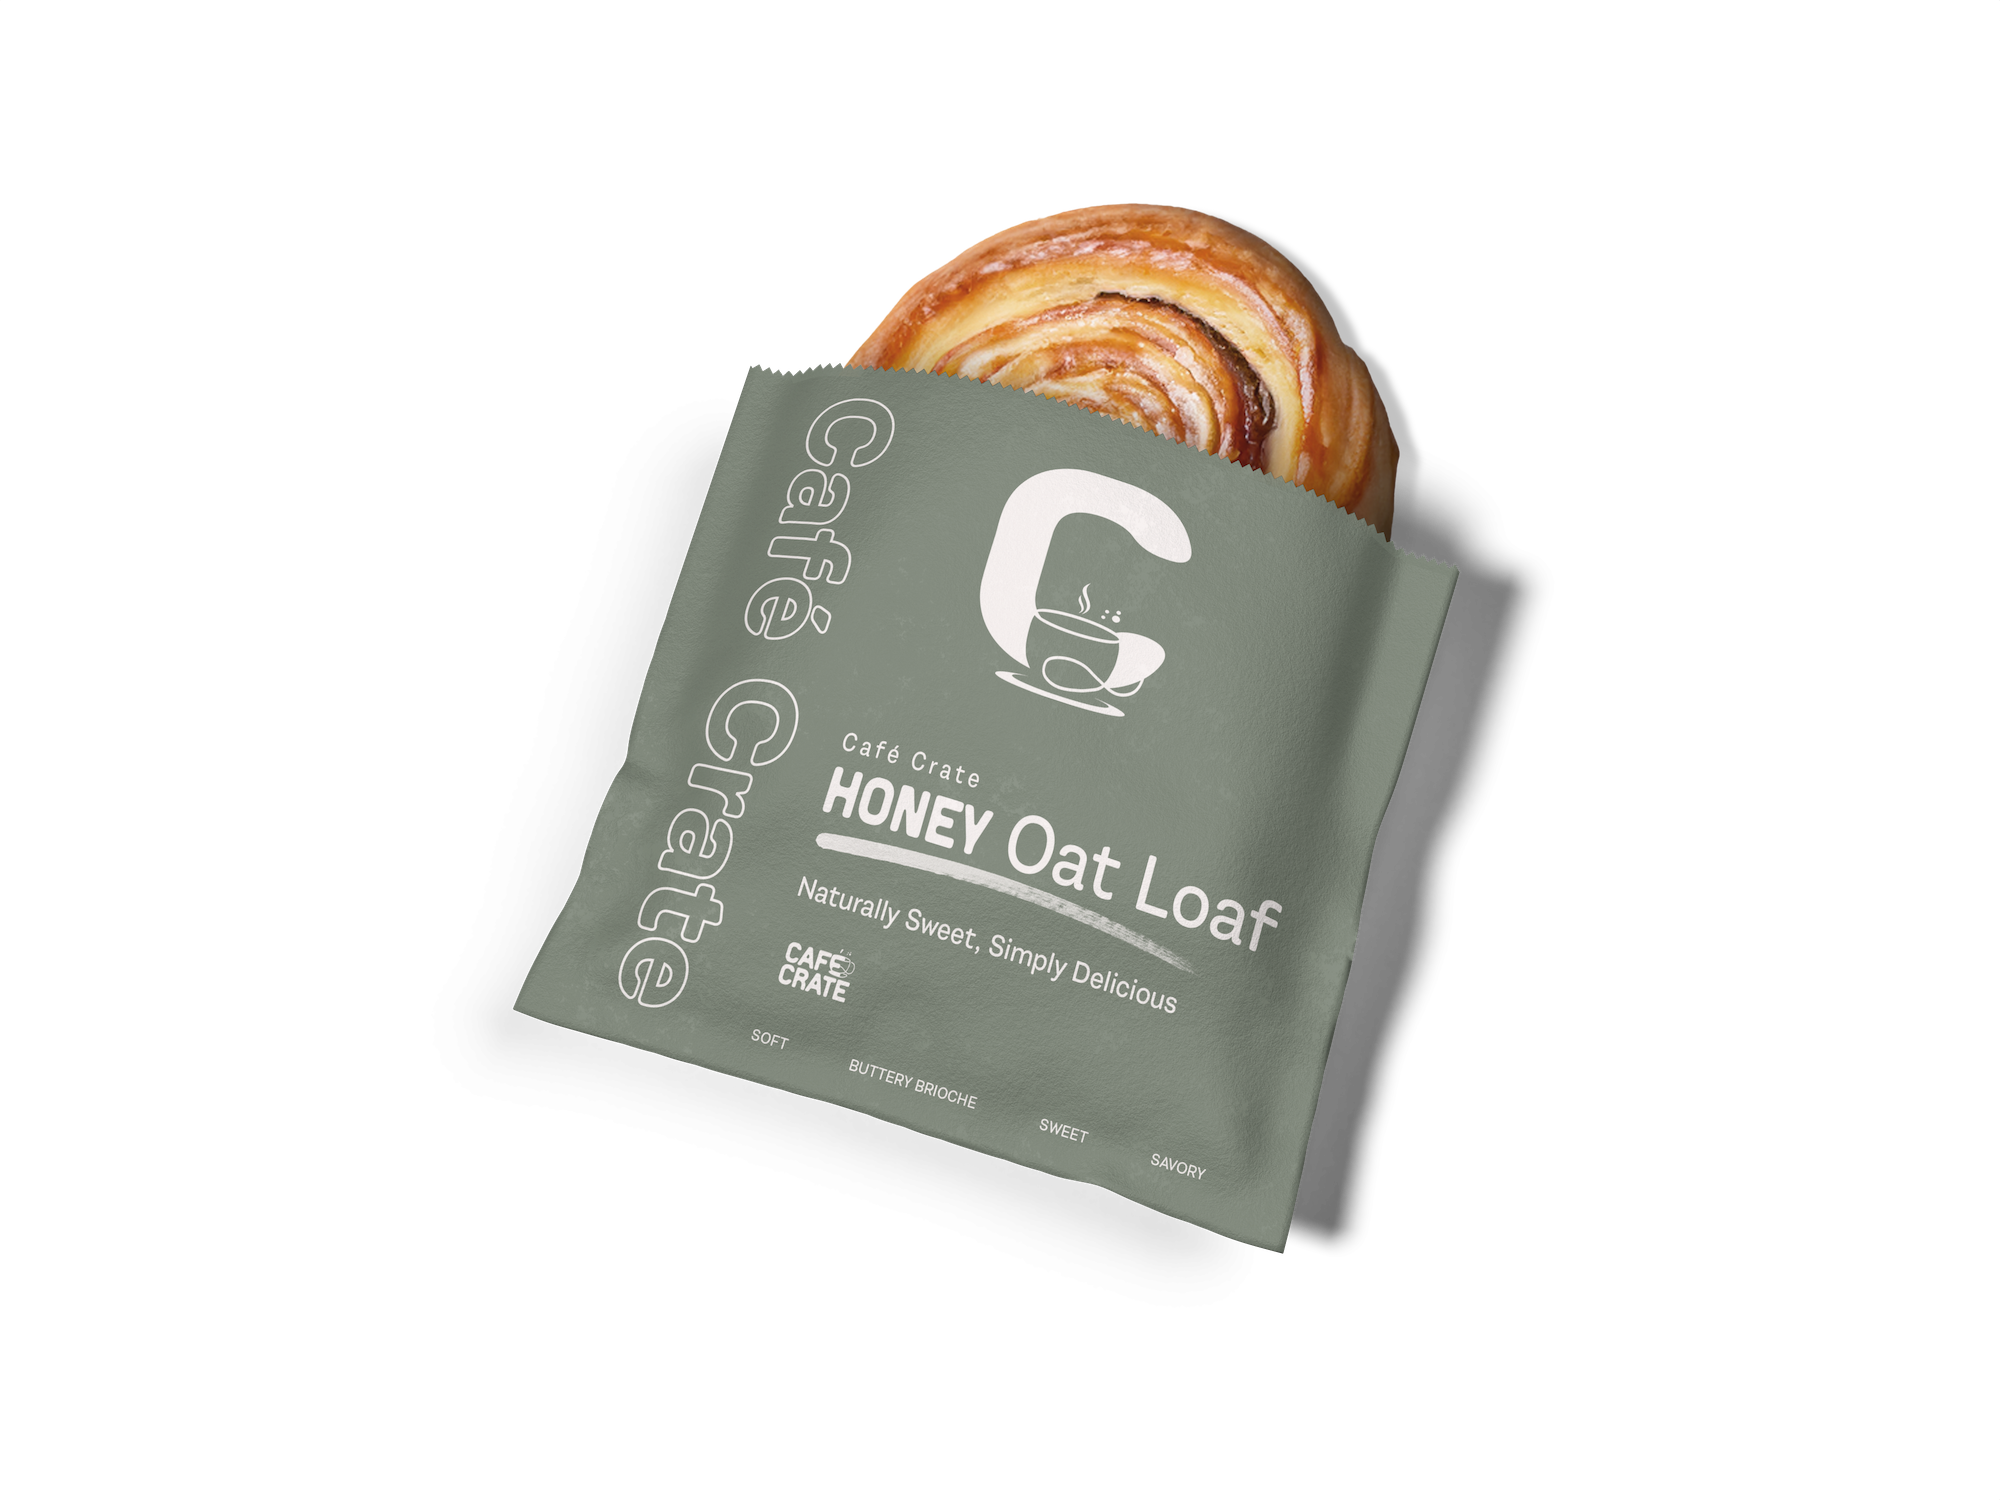 Café Crate
Café Crate
HONEY Oat Loaf
Naturally Sweet, Simply Delicious
CAFÉ
CRATE
SOFT
BUTTERY BRIOCHE
SWEET
SAVORY